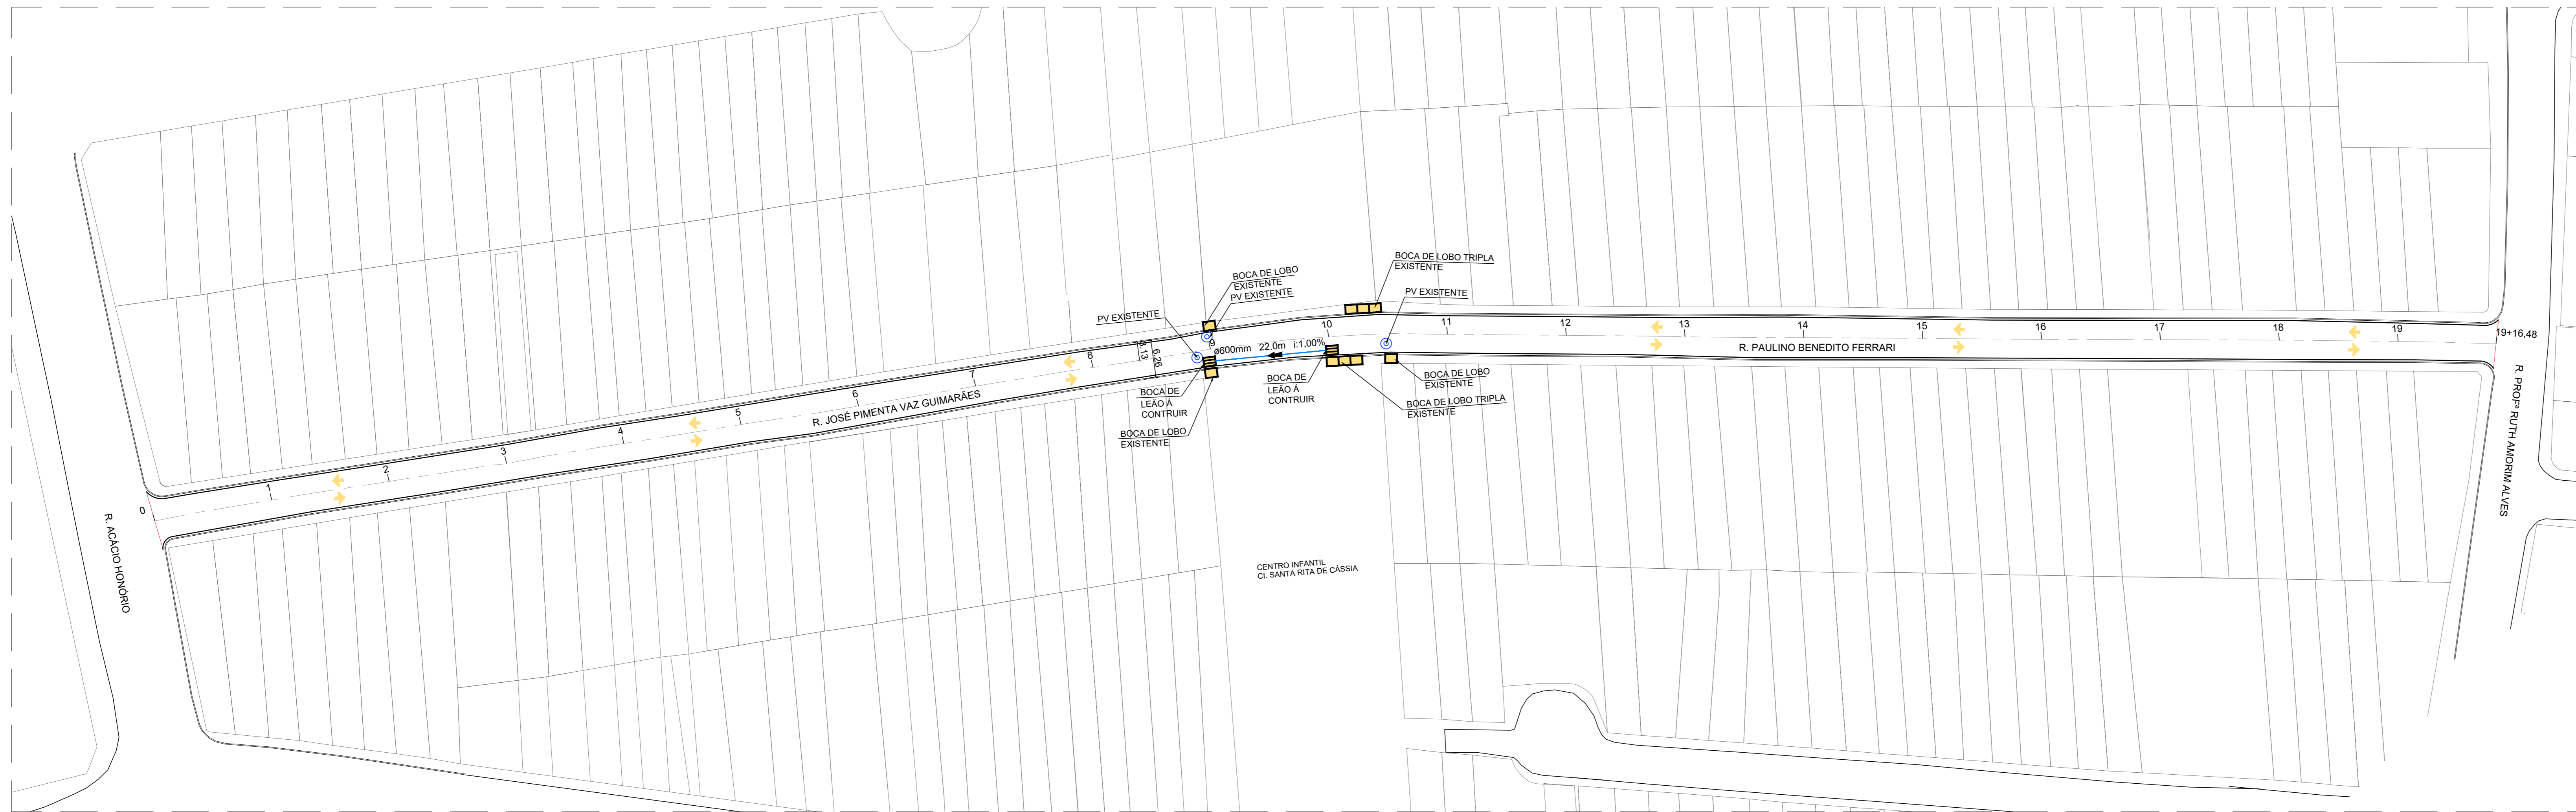 BOCA DE LOBO TRIPLA
EXISTENTE
BOCA DE LOBO
EXISTENTE
PV EXISTENTE
PV EXISTENTE
PV EXISTENTE
0
1
2
3
4
5
6
7
8
9
10
11
12
13
14
15
16
17
18
19
19+16,48
3.13
6.26
ø600mm 22.0m i:1,00%
R. JOSÉ PIMENTA VAZ GUIMARÃES
R. PAULINO BENEDITO FERRARI
BOCA DE
LEÃO Á
CONTRUIR
BOCA DE
LEÃO Á
CONTRUIR
BOCA DE LOBO
EXISTENTE
BOCA DE LOBO TRIPLA
EXISTENTE
BOCA DE LOBO
EXISTENTE
R. ACÁCIO HONÓRIO
R. PROFª RUTH AMORIM ALVES
CENTRO INFANTIL
CI. SANTA RITA DE CÁSSIA